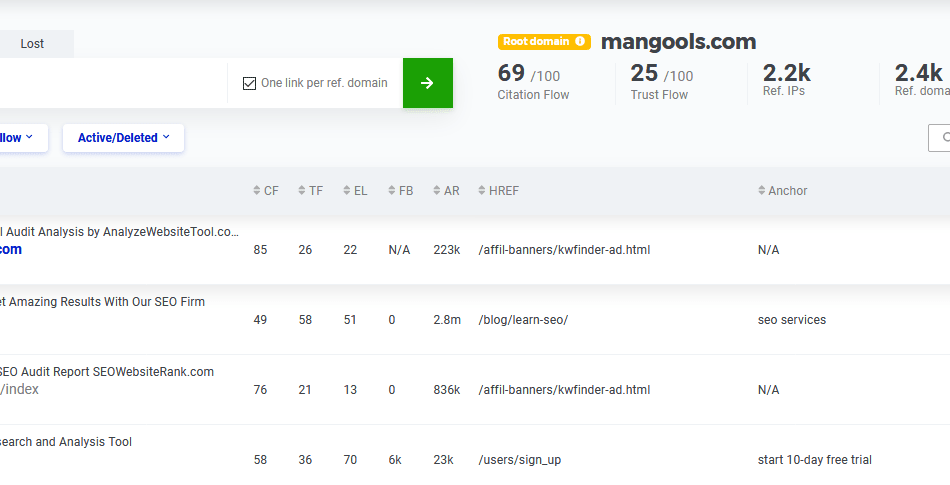 Lost
Root domain mangools.com
One link per ref. domain
69 /100
Citation Flow
25 /100
Trust Flow
2.2k
Ref. IPs
2.4k
Ref. doma
llow
Active/Deleted
CF TF EL FB AR HREF Anchor
l Audit Analysis by AnalyzeWebsiteTool.co...
com 85 26 22 N/A 223k /affil-banners/kwfinder-ad.html N/A
et Amazing Results With Our SEO Firm
49 58 51 0 2.8m /blog/learn-seo/ seo services
SEO Audit Report SEOWebsiteRank.com
/index 76 21 13 0 836k /affil-banners/kwfinder-ad.html N/A
search and Analysis Tool
58 36 70 6k 23k /users/sign_up start 10-day free trial